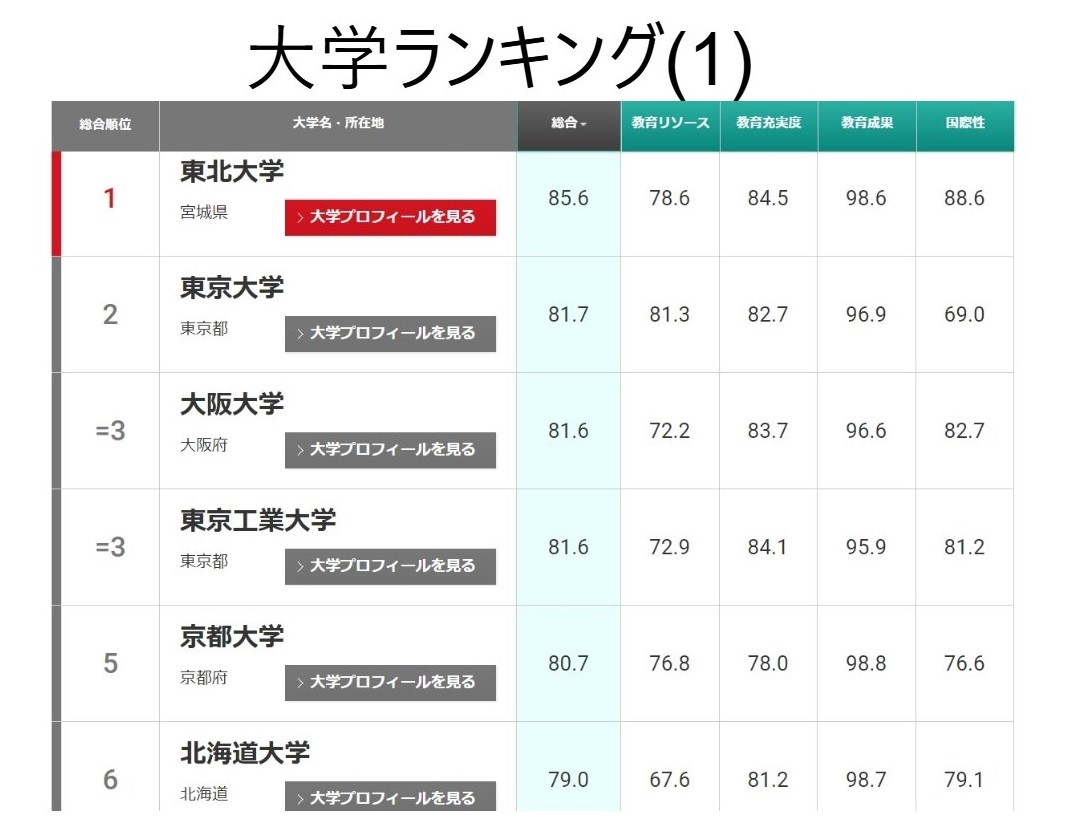 大学ランキング(1)
総合順位 大学名・所在地 総合 教育リソース 教育充実度 教育成果 国際性
1 東北大学 85.6 78.6 84.5 98.6 88.6
宮城県 > 大学プロフィールを見る
2 東京大学 81.7 81.3 82.7 96.9 69.0
東京都 > 大学プロフィールを見る
=3 大阪大学 81.6 72.2 83.7 96.6 82.7
大阪府 > 大学プロフィールを見る
=3 東京工業大学 81.6 72.9 84.1 95.9 81.2
東京都 > 大学プロフィールを見る
5 京都大学 80.7 76.8 78.0 98.8 76.6
京都府 > 大学プロフィールを見る
6 北海道大学 79.0 67.6 81.2 98.7 79.1
北海道 > 大学プロフィールを見る